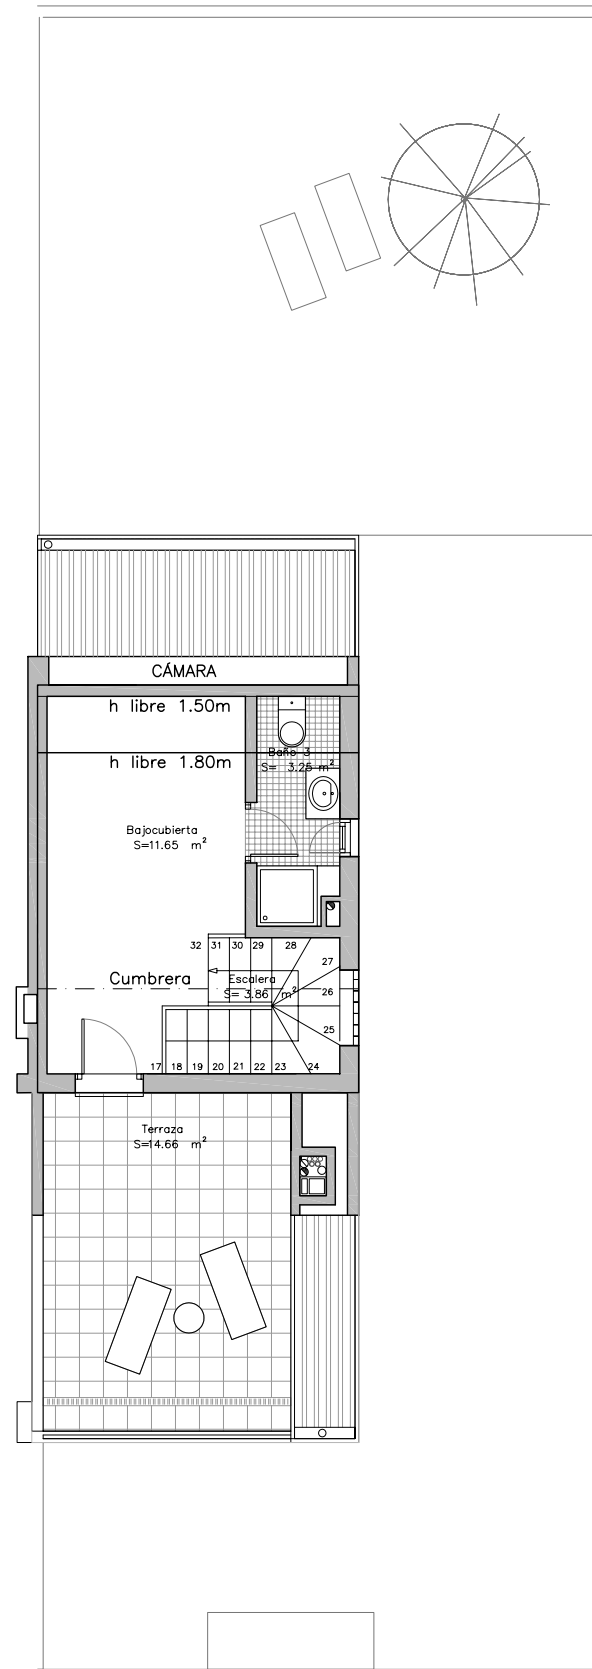 CÁMARA
h libre 1.50m
Baño 3
S= 3.25 m²
h libre 1.80m
Bajocubierta
S=11.65 m²
32 31 30 29 28
27
Cumbrera
Escalera
S= 3.86 m²
26
25
17 18 19 20 21 22 23 24
Terraza
S=14.66 m²